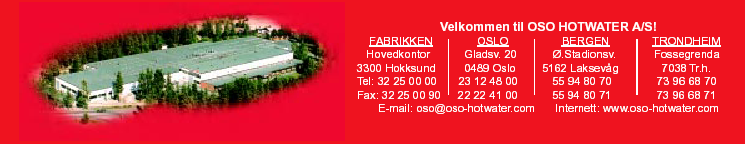 Velkommen til OSO HOTWATER A/S!
FABRIKKEN OSLO BERGEN TRONDHEIM
Hovedkontor Gladsv. 20 Ø.Stadionsv. Fossegrenda
3300 Hokksund 0489 Oslo 5162 Laksevåg 7038 Tr.h.
Tel: 32 25 00 00 23 12 48 00 55 94 80 70 73 96 68 70
Fax: 32 25 00 90 22 22 41 00 55 94 80 71 73 96 68 71
E-mail: oso@oso-hotwater.com Internett: www.oso-hotwater.com